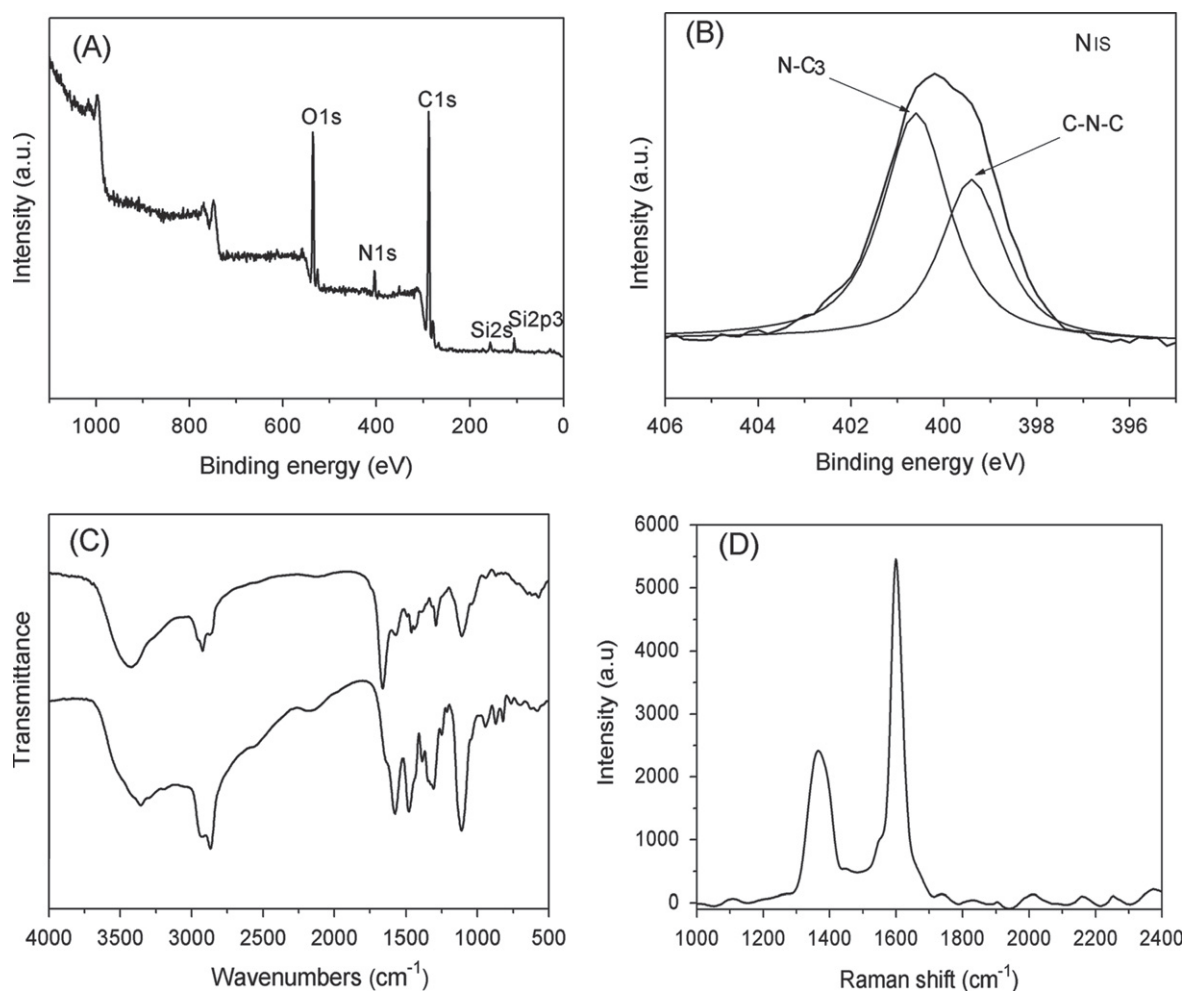 (A)
O1s
C1s
N1s
Si2s
Si2p3
Intensity (a.u.)
1000
800
600
400
200
0
Binding energy (eV)
(B)
NIS
N-C3
C-N-C
Intensity (a.u.)
406
404
402
400
398
396
Binding energy (eV)
(C)
Transmittance
4000
3500
3000
2500
2000
1500
1000
500
Wavenumbers (cm⁻¹)
(D)
6000
5000
4000
3000
2000
1000
0
Intensity (a.u)
1000
1200
1400
1600
1800
2000
2200
2400
Raman shift (cm⁻¹)